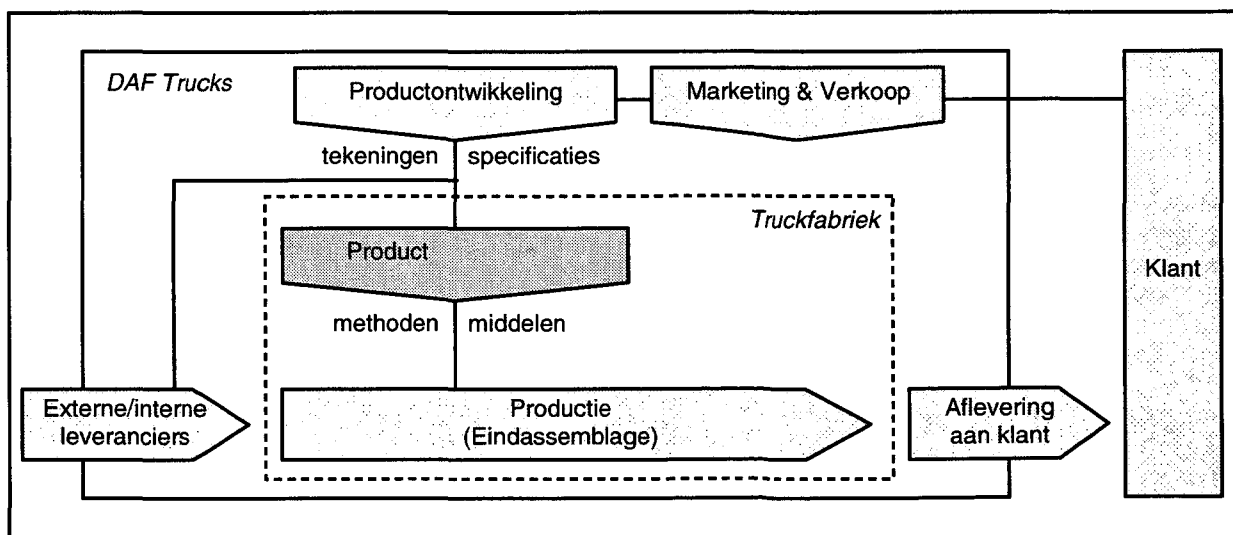 DAF Trucks
Productontwikkeling
Marketing & Verkoop
tekeningen
specificaties
Truckfabriek
Product
Klant
methoden
middelen
Externe/interne
leveranciers
Productie
(Eindassemblage)
Aflevering
aan klant